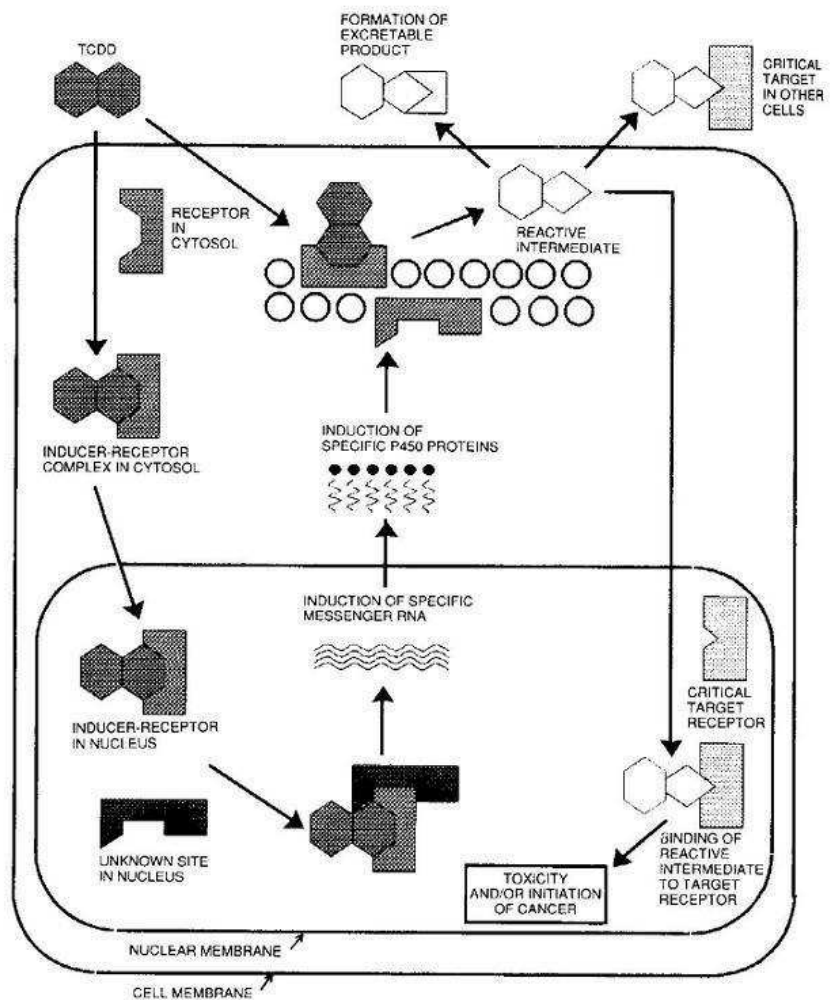 TCDD
FORMATION OF
EXCRETABLE
PRODUCT
CRITICAL
TARGET
IN OTHER
CELLS
RECEPTOR
IN
CYTOSOL
REACTIVE
INTERMEDIATE
INDUCER-RECEPTOR
COMPLEX IN CYTOSOL
INDUCTION OF
SPECIFIC P450 PROTEINS
INDUCTION OF SPECIFIC
MESSENGER RNA
CRITICAL
TARGET
RECEPTOR
INDUCER-RECEPTOR
IN NUCLEUS
UNKNOWN SITE
IN NUCLEUS
BINDING OF
REACTIVE
INTERMEDIATE
TO TARGET
RECEPTOR
TOXICITY
AND/OR INITIATION
OF CANCER
NUCLEAR MEMBRANE
CELL MEMBRANE